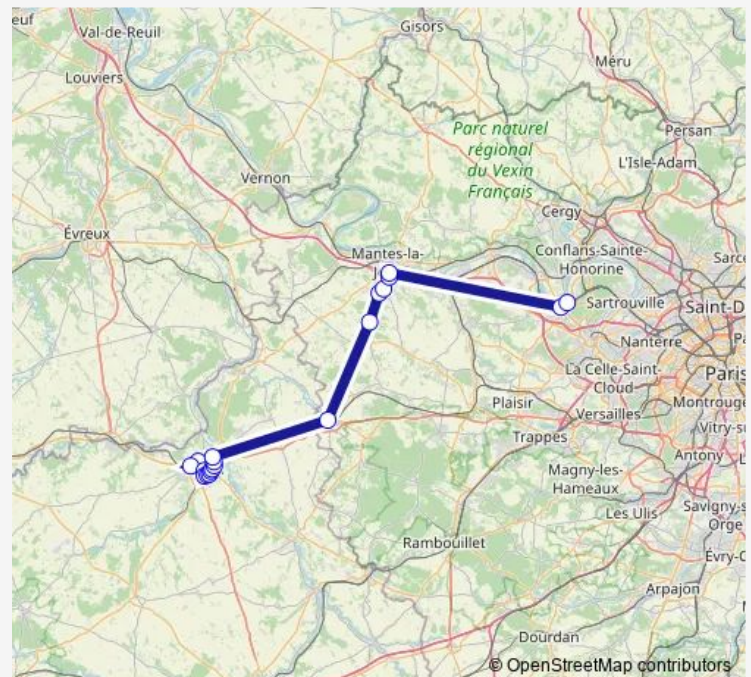 euf
Val-de-Reuil
Gisors
Louviers
Méru
Parc naturel
régional
du Vexin
Français
Persan
L'Isle-Adam
Vernon
Cergy
Évreux
Mantes-la-
J
Conflans-Sainte-
Honorine
Sarce
Sartrouville
Saint-D
Nanterre
La Celle-Saint-
Cloud
Paris
Plaisir
Versailles
Montrouge
Trappes
Vitry-su
Antony
Magny-les-
Hameaux
Les Ulis
Savigny-s
Orge
Rambouillet
Évry-C
Arpajon
Dourdan
© OpenStreetMap contributors